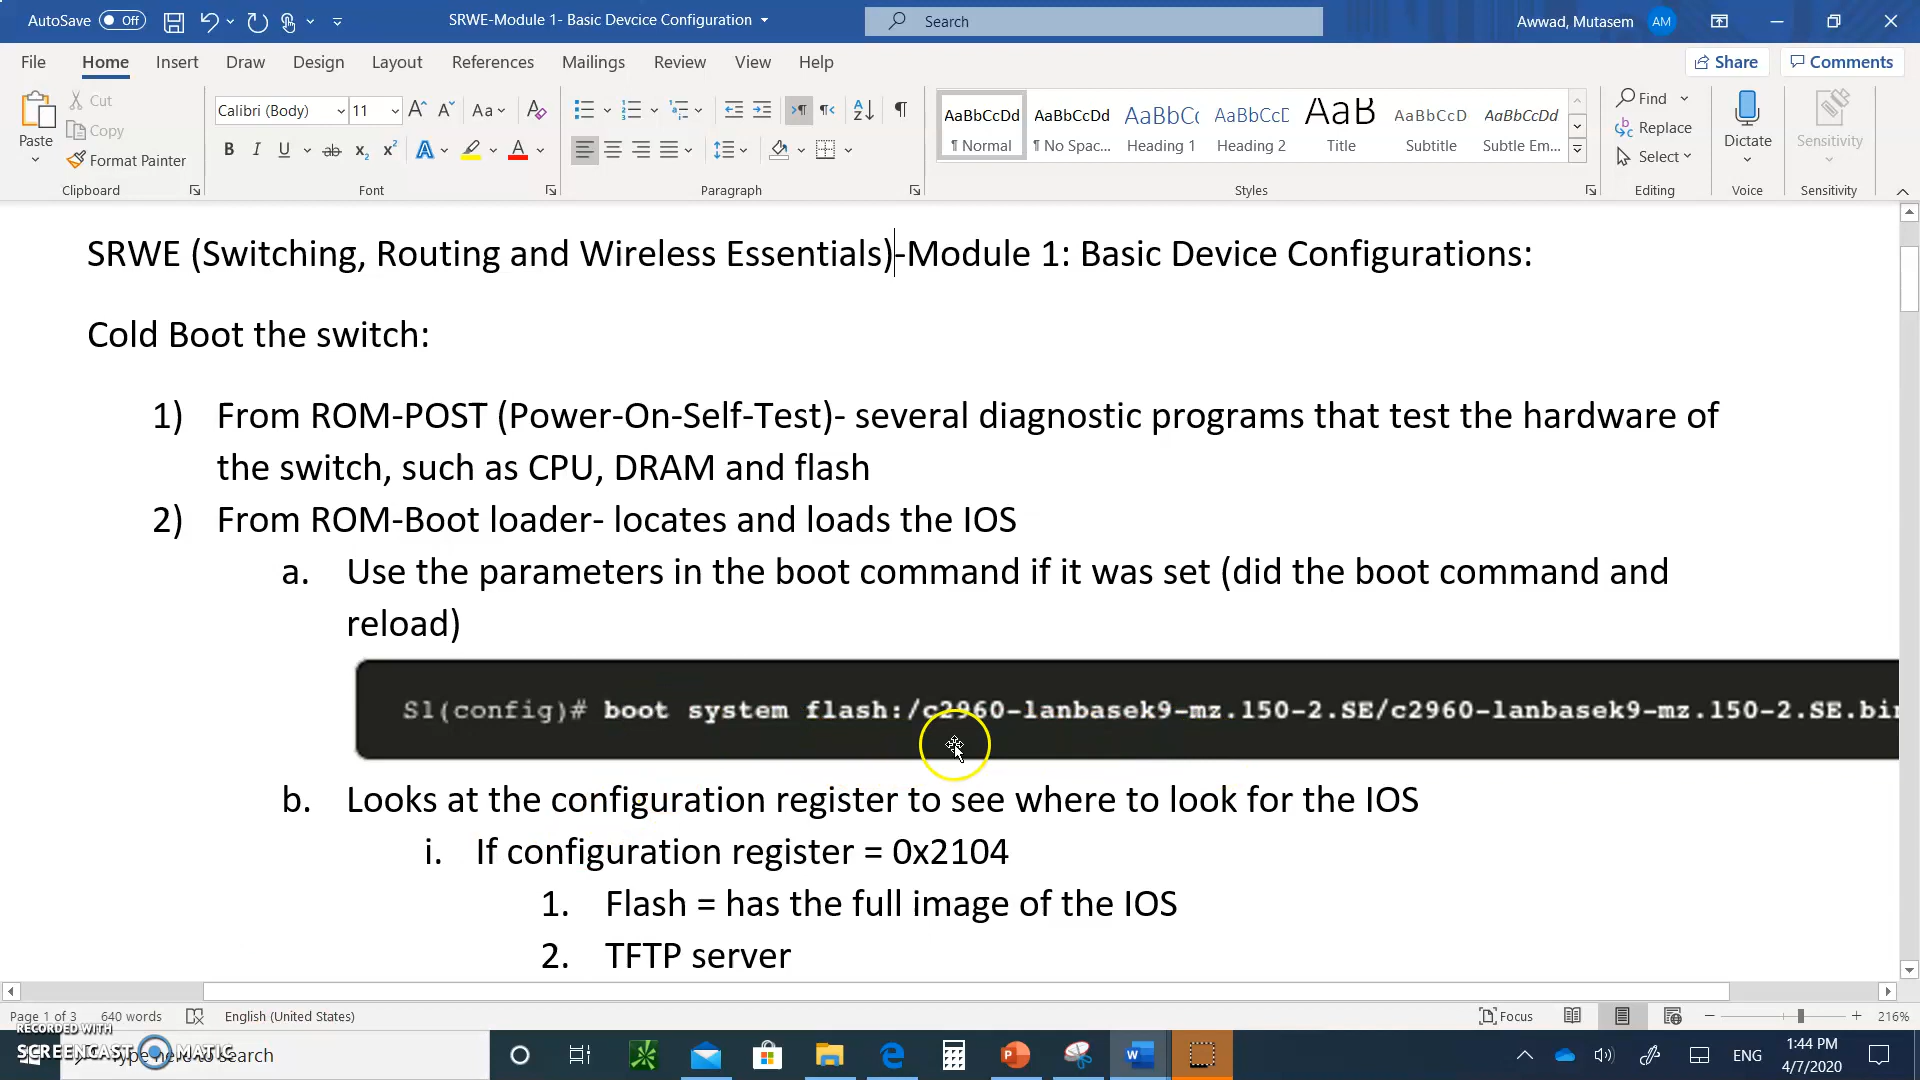 AutoSave Off
SRWE-Module 1- Basic Devcice Configuration
Search
Awwad, Mutasem AM
File Home Insert Draw Design Layout References Mailings Review View Help
Share Comments
Paste
Cut
Copy
Format Painter
Calibri (Body) 11
AaBbCcDd AaBbCcDd AaBbCc AaBbCcE AaB AaBbCcD AaBbCcDd
¶ Normal ¶ No Spac... Heading 1 Heading 2 Title Subtitle Subtle Em...
Find
Replace
Select
Dictate
Sensitivity
Clipboard Font Paragraph Styles Editing Voice Sensitivity
SRWE (Switching, Routing and Wireless Essentials)-Module 1: Basic Device Configurations:
Cold Boot the switch:
1) From ROM-POST (Power-On-Self-Test)- several diagnostic programs that test the hardware of
the switch, such as CPU, DRAM and flash
2) From ROM-Boot loader- locates and loads the IOS
a. Use the parameters in the boot command if it was set (did the boot command and
reload)
S1(config)# boot system flash:/c2960-lanbasek9-mz.150-2.SE/c2960-lanbasek9-mz.150-2.SE.bin
b. Looks at the configuration register to see where to look for the IOS
i. If configuration register = 0x2104
1. Flash = has the full image of the IOS
2. TFTP server
Page 1 of 3 640 words English (United States) Focus 216%
RECORDED WITH
SCREENCAST MATIC
Type here to search
ENG
1:44 PM
4/7/2020